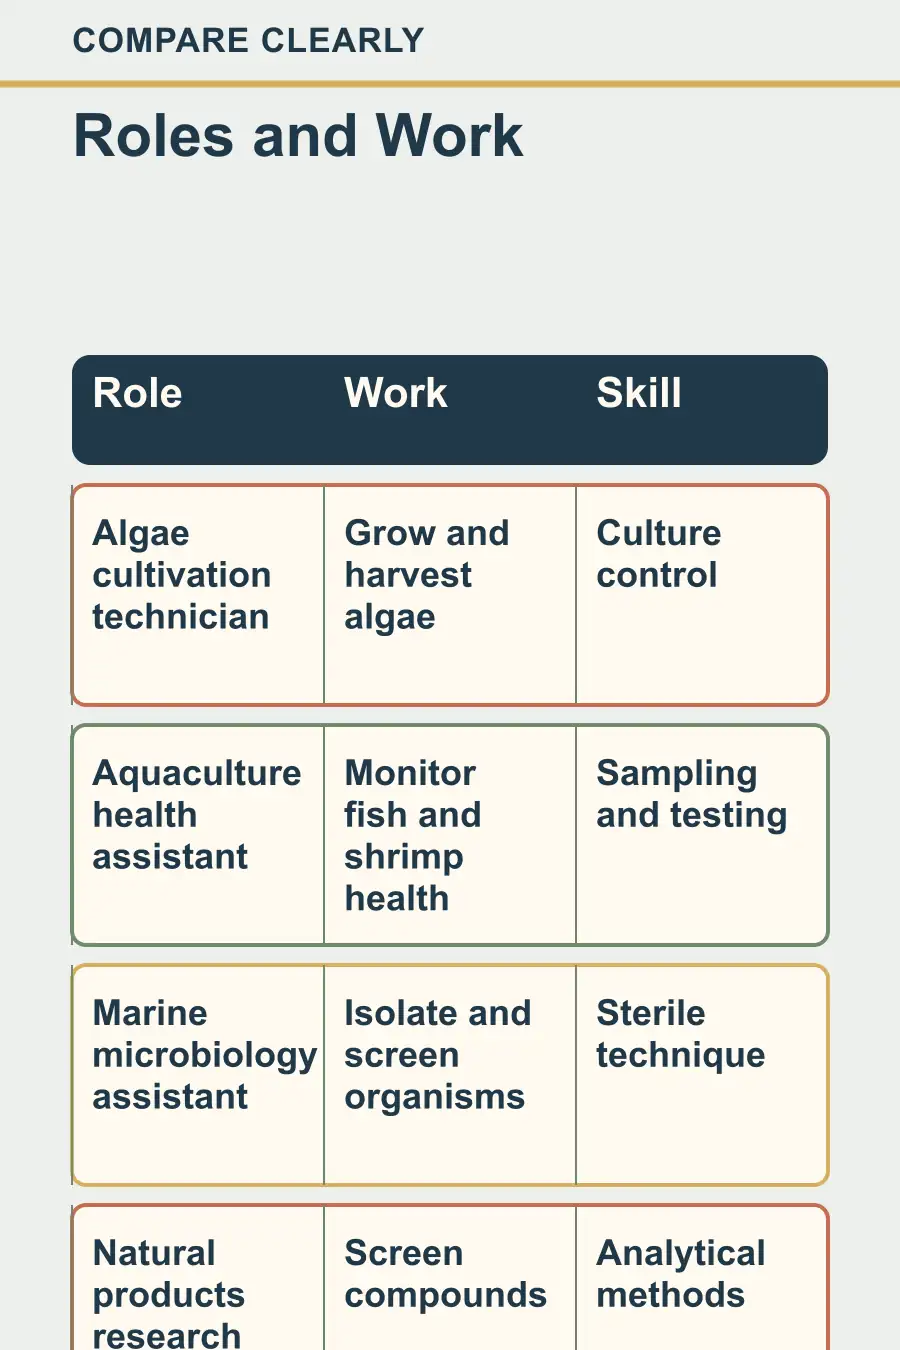 COMPARE CLEARLY
Roles and Work
Role Work Skill
Algae
cultivation
technician
Grow and
harvest
algae
Culture
control
Aquaculture
health
assistant
Monitor
fish and
shrimp
health
Sampling
and testing
Marine
microbiology
assistant
Isolate and
screen
organisms
Sterile
technique
Natural
products
research
Screen
compounds
Analytical
methods